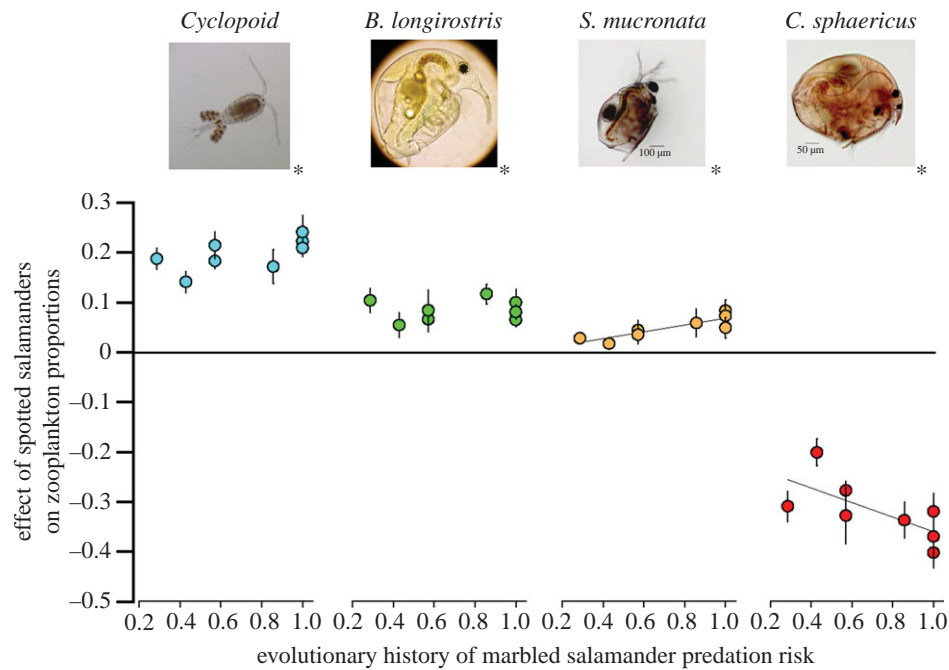 Cyclopoid B. longirostris S. mucronata C. sphaericus
100 µm
50 µm
* * * *
0.3
0.2
0.1
0
–0.1
–0.2
–0.3
–0.4
–0.5
effect of spotted salamanders
on zooplankton proportions
0.2 0.4 0.6 0.8 1.0 0.2 0.4 0.6 0.8 1.0 0.2 0.4 0.6 0.8 1.0 0.2 0.4 0.6 0.8 1.0
evolutionary history of marbled salamander predation risk